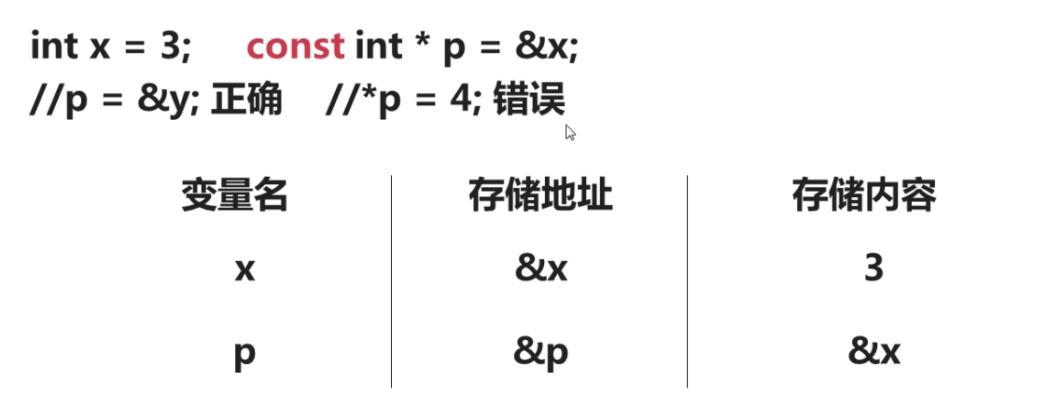 int x = 3; const int * p = &x;
//p = &y; 正确 //*p = 4; 错误
变量名 存储地址 存储内容
x &x 3
p &p &x